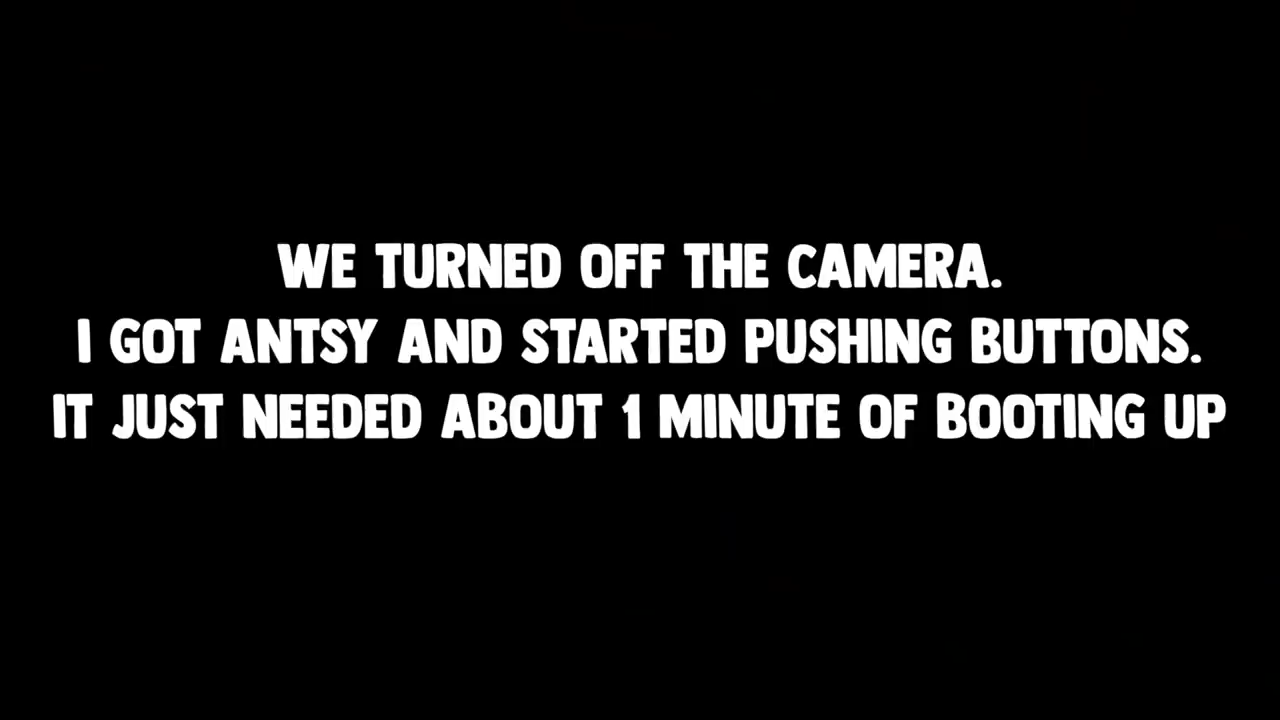 WE TURNED OFF THE CAMERA.
I GOT ANTSY AND STARTED PUSHING BUTTONS.
IT JUST NEEDED ABOUT 1 MINUTE OF BOOTING UP